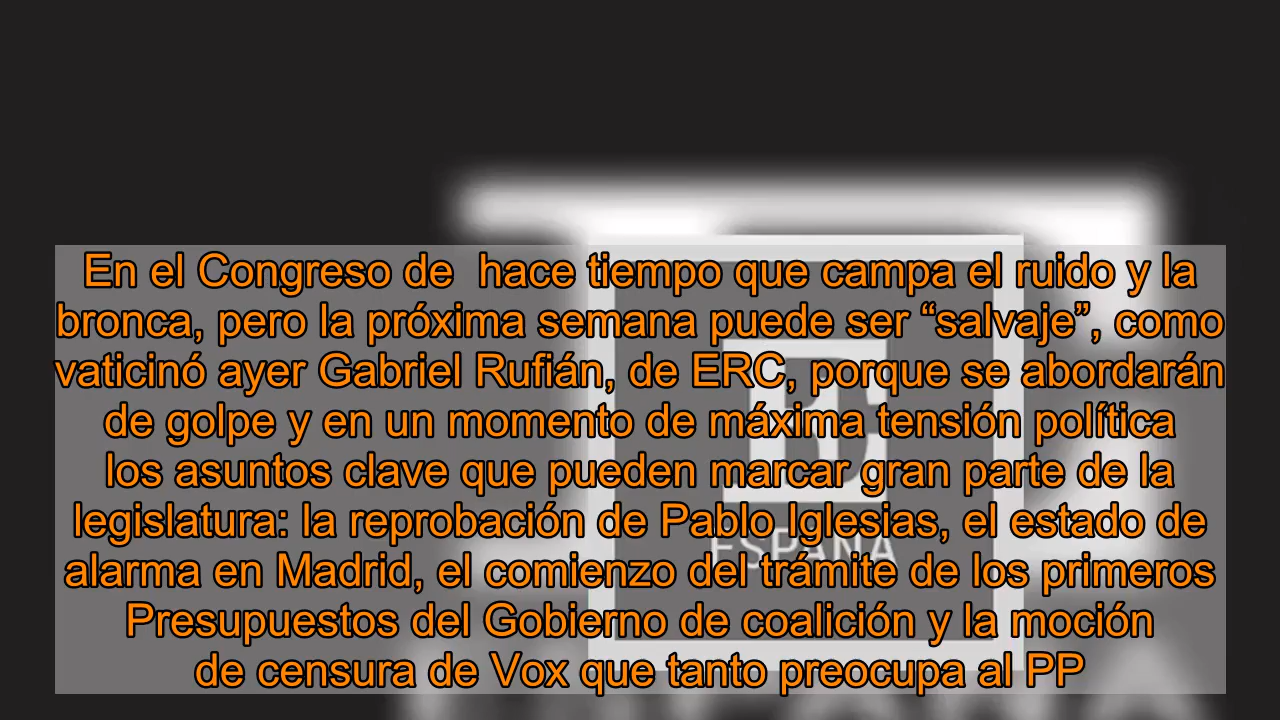 En el Congreso de  hace tiempo que campa el ruido y la
bronca, pero la próxima semana puede ser “salvaje”, como
vaticinó ayer Gabriel Rufián, de ERC, porque se abordarán
de golpe y en un momento de máxima tensión política
los asuntos clave que pueden marcar gran parte de la
legislatura: la reprobación de Pablo Iglesias, el estado de
alarma en Madrid, el comienzo del trámite de los primeros
Presupuestos del Gobierno de coalición y la moción
de censura de Vox que tanto preocupa al PP
ESPAÑA